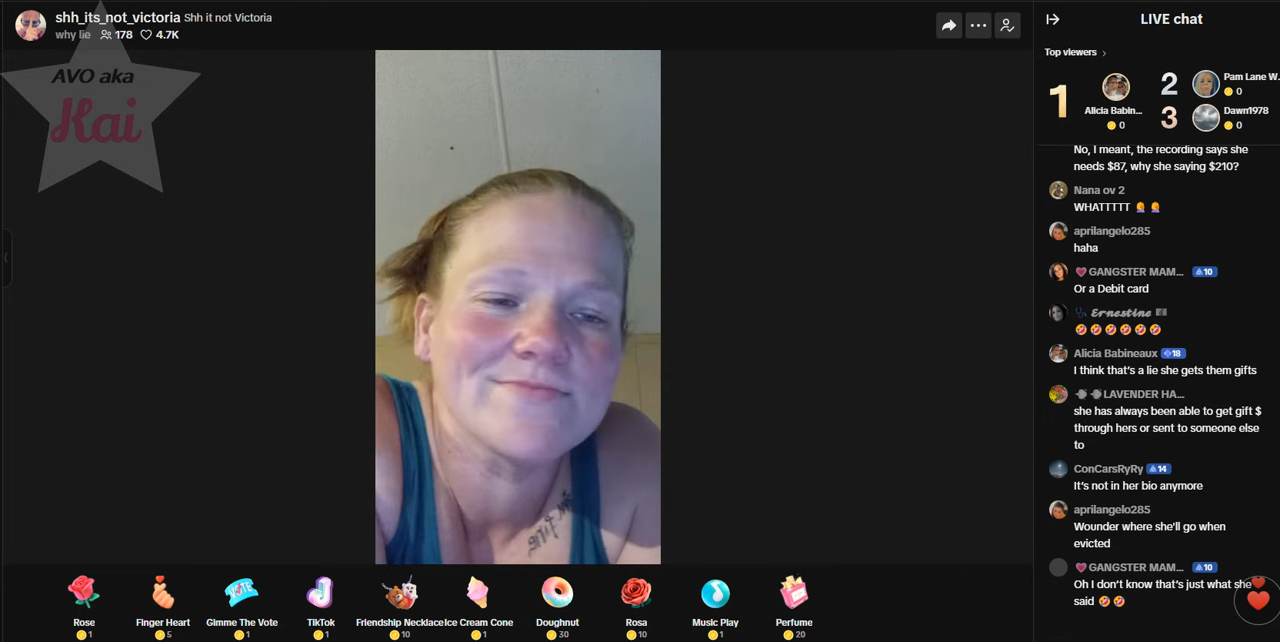 shh_its_not_victoria Shh it not Victoria
why lie 178 4.7K
AVO aka
Kai
LIVE chat
Top viewers
1 Alicia Babin... 0
2 Pam Lane W... 0
3 Dawn1978 0
No, I meant, the recording says she
needs $87, why she saying $210?
Nana ov 2
WHATTTTT 🤦 🤦
aprilangelo285
haha
💗GANGSTER MAM... 10
Or a Debit card
Ernestine
🤣🤣🤣🤣🤣🤣
Alicia Babineaux 18
I think that's a lie she gets them gifts
LAVENDER HA...
she has always been able to get gift $
through hers or sent to someone else
to
ConCarsRyRy 14
It's not in her bio anymore
aprilangelo285
Wounder where she'll go when
evicted
💗GANGSTER MAM... 10
Oh I don't know that's just what she
said 🤣🤣
VOTE
Rose Finger Heart Gimme The Vote TikTok Friendship Necklace Ice Cream Cone Doughnut Rosa Music Play Perfume
1 5 1 1 10 1 30 10 1 20